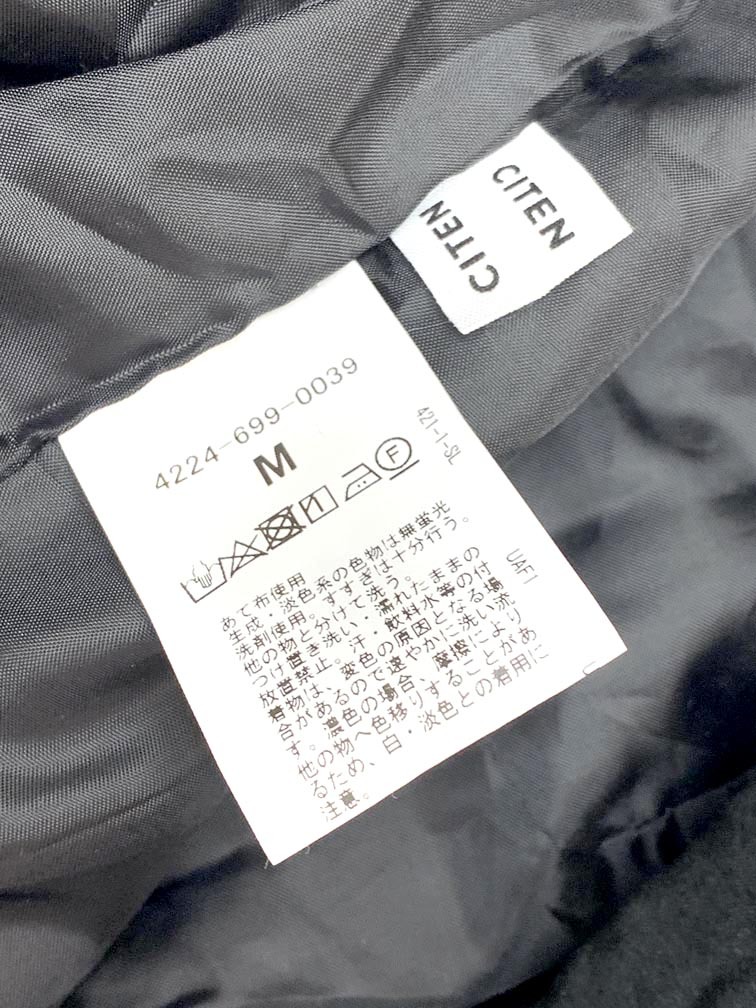 CITEN
CITEN
4224-699-0039
M
F
421-1-SL
あて布使用
生成・淡色系の色物は無蛍光
洗剤使用。すすぎは十分行う。
他の物と分けて洗う。
つけ置き洗い・濡れたままの
放置禁止。汗・飲料水等の付
着物は、変色の原因となる場
合があるので速やかに洗い流
す。濃色の場合、摩擦により
他の物へ色移りすることがあ
るため、白・淡色との着用に
注意。